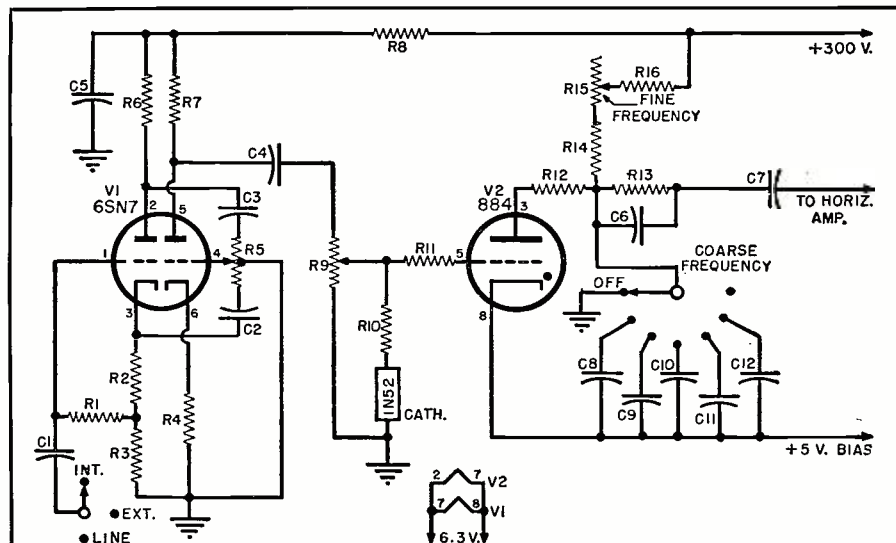 R8
+300 V.
C5
R6
R7
R15
R16
FINE
FREQUENCY
C4
R14
V1
6SN7
2
5
C3
V2
884
3
R12
R13
C7
TO HORIZ.
AMP.
C6
1
4
R5
R9
R11
5
COARSE
FREQUENCY
OFF
3
6
C2
8
R10
R2
C8
C10
C12
R1
R4
1N52
CATH.
C9
C11
C1
R3
+5 V. BIAS
INT.
EXT.
LINE
2
7
V2
7
8
V1
6.3 V.